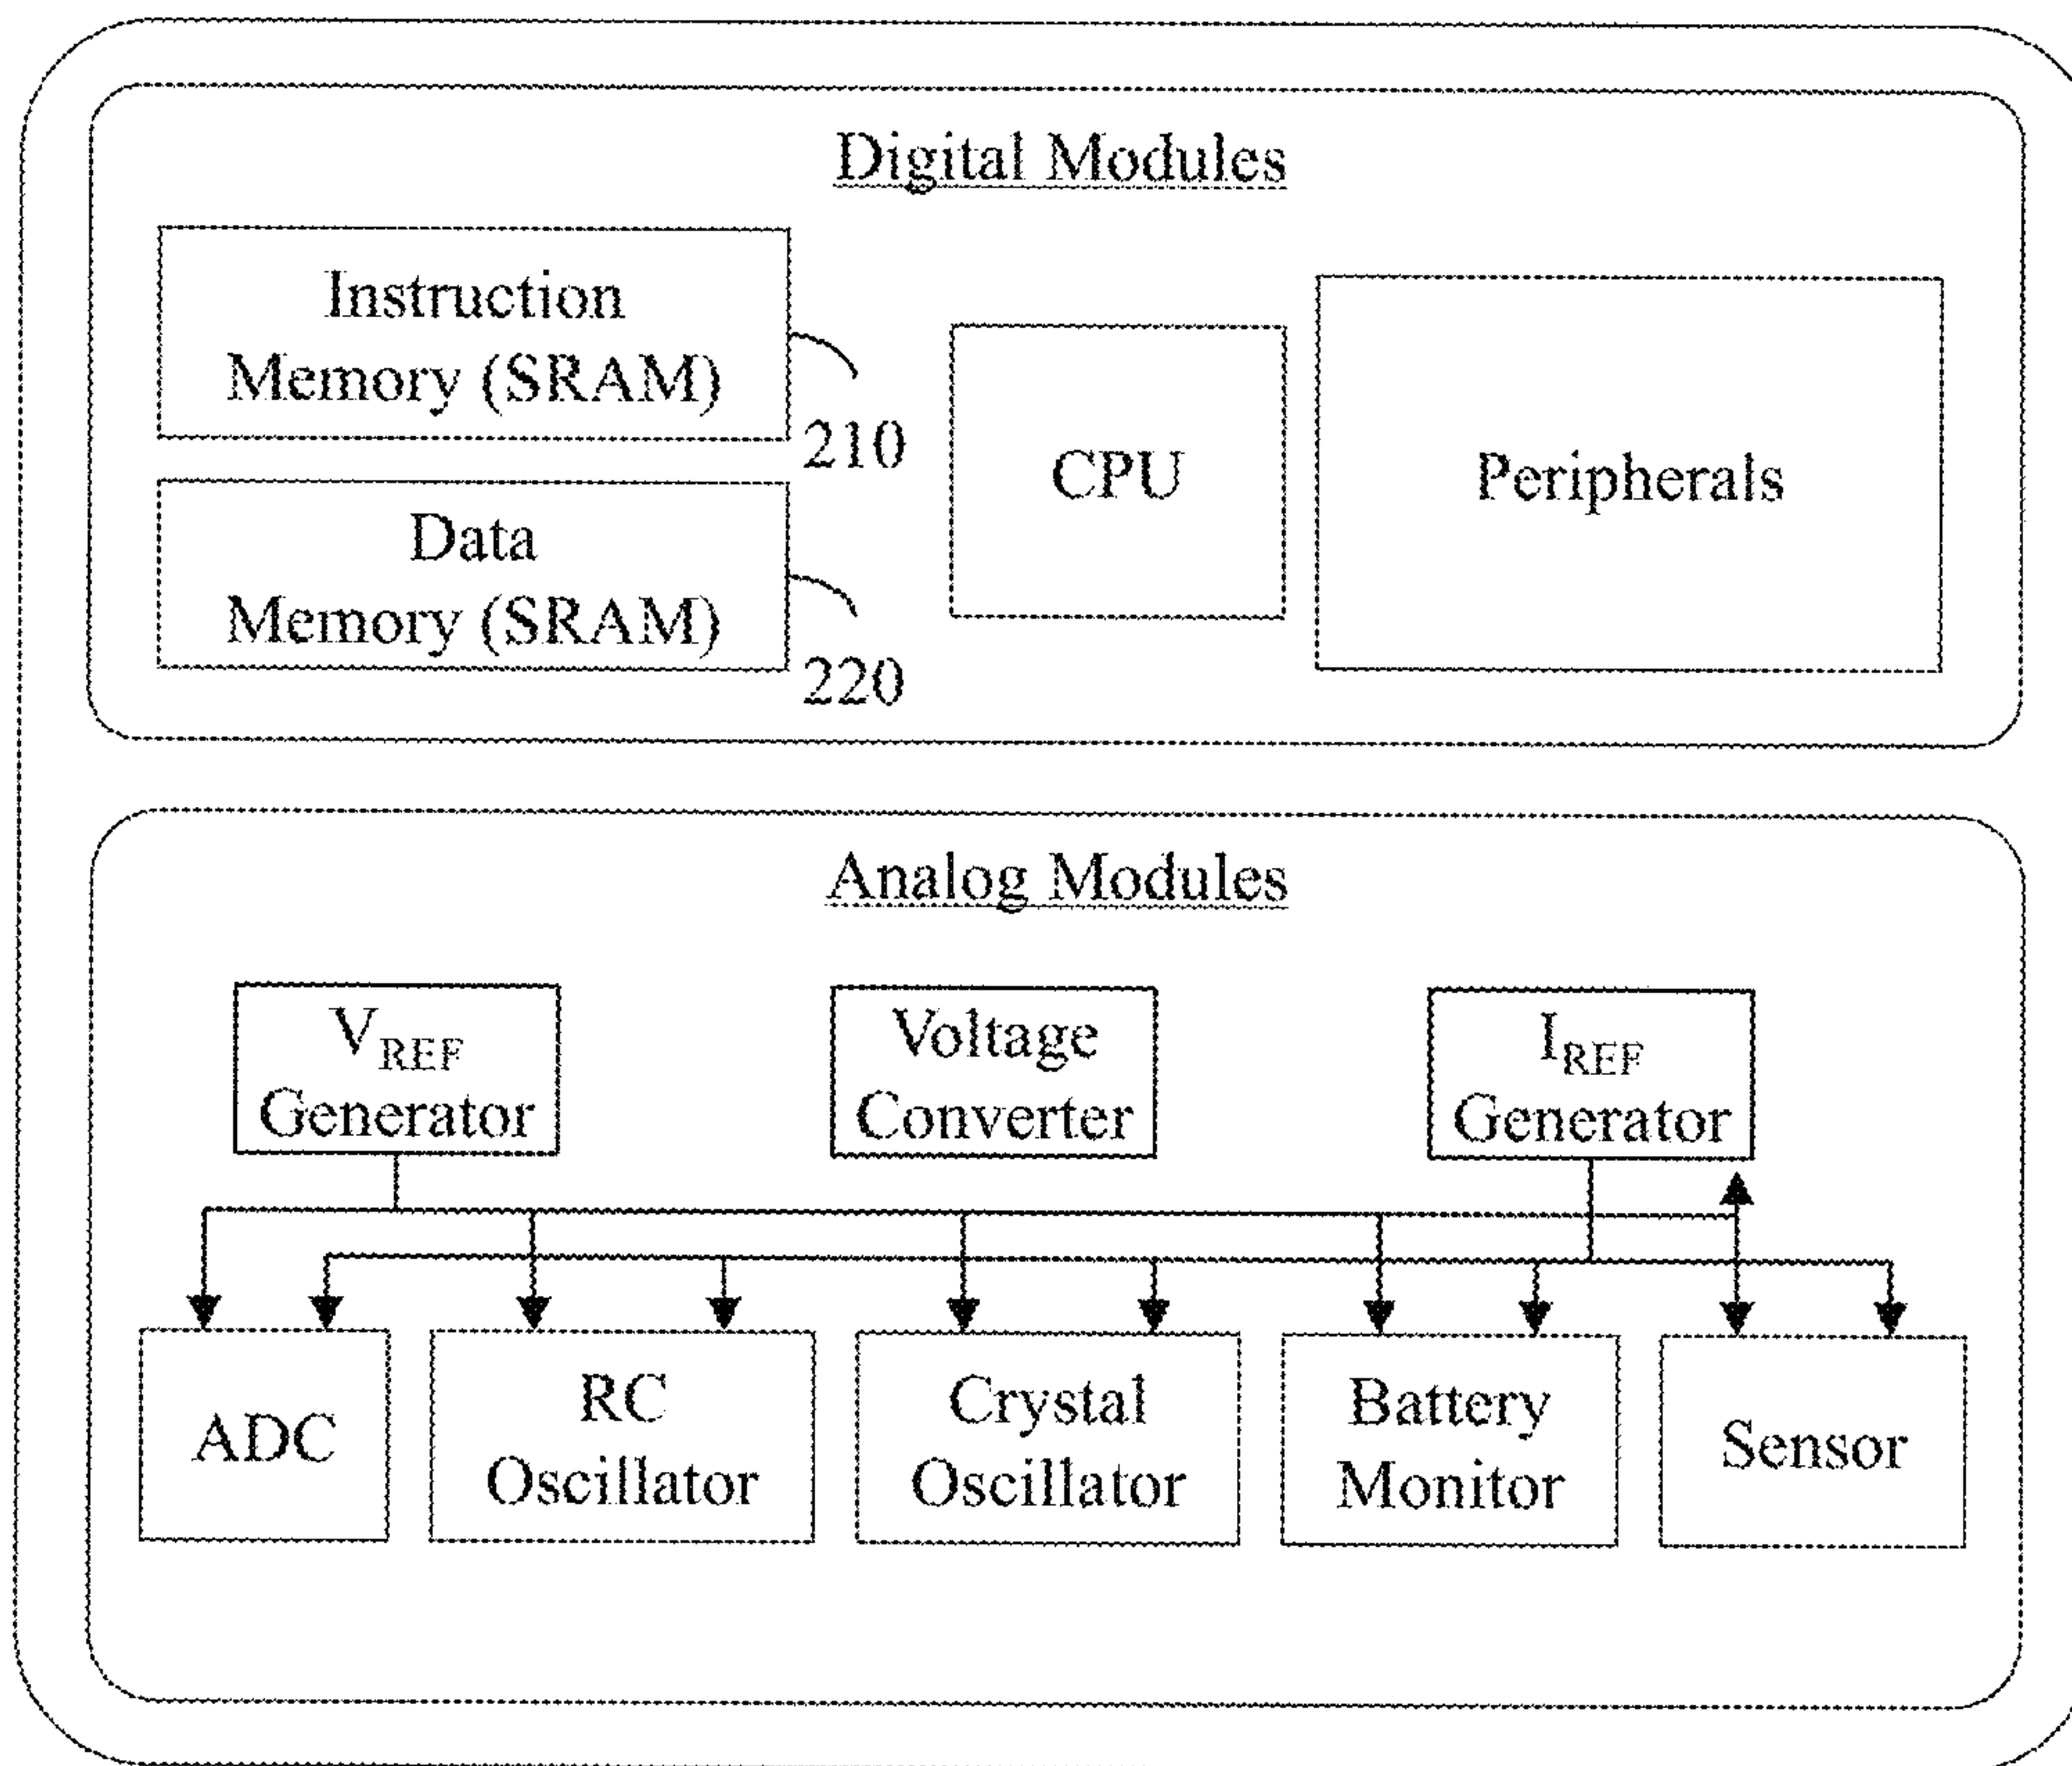 Digital Modules
Instruction
Memory (SRAM)
210
Data
Memory (SRAM)
220
CPU
Peripherals
Analog Modules
VREF
Generator
Voltage
Converter
IREF
Generator
ADC
RC
Oscillator
Crystal
Oscillator
Battery
Monitor
Sensor